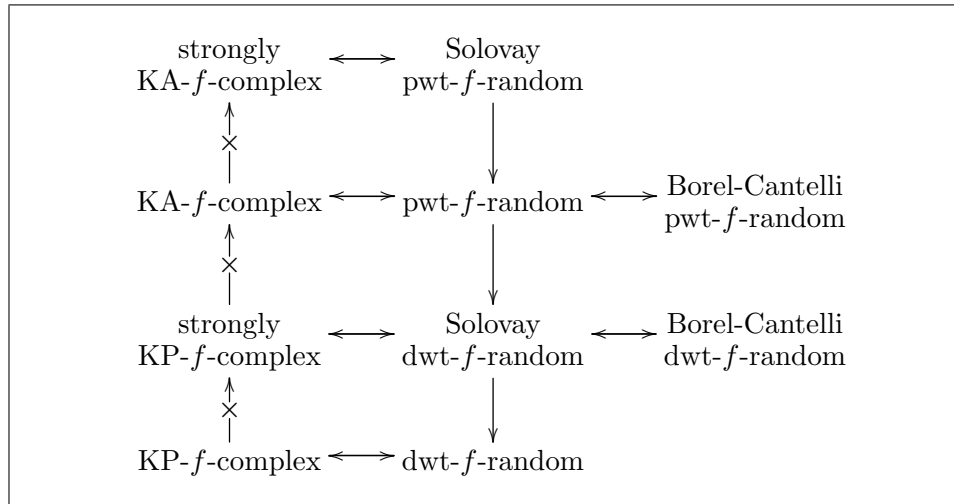 strongly
KA-f-complex
Solovay
pwt-f-random
KA-f-complex
pwt-f-random
Borel-Cantelli
pwt-f-random
strongly
KP-f-complex
Solovay
dwt-f-random
Borel-Cantelli
dwt-f-random
KP-f-complex
dwt-f-random